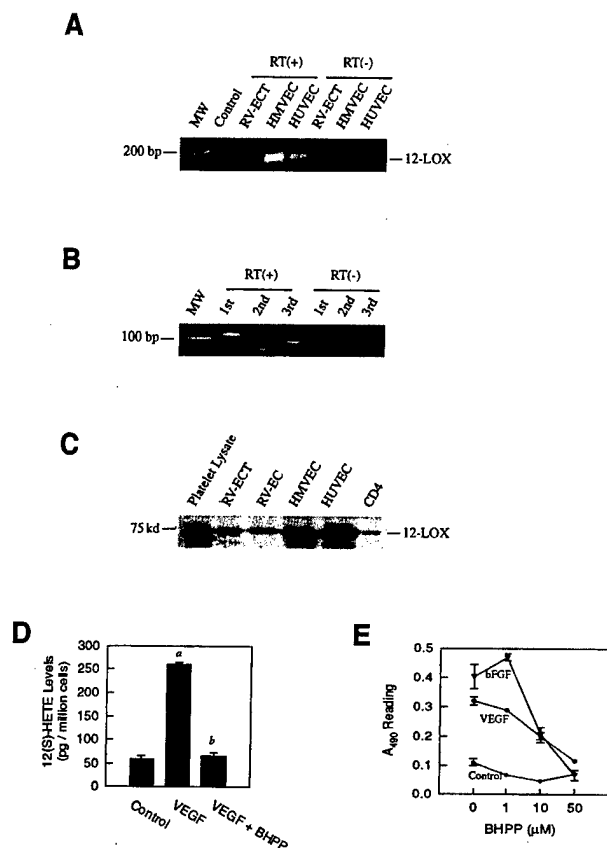 A
RT(+) RT(-)
MW Control RV-ECT HMVEC HUVEC RV-ECT HMVEC HUVEC
200 bp 12-LOX
B
RT(+) RT(-)
MW 1st 2nd 3rd 1st 2nd 3rd
100 bp
C
Platelet Lysate RV-ECT RV-EC HMVEC HUVEC CD4
75 kd 12-LOX
D
12(S)-HETE Levels
(pg / million cells)
300
250
200
150
100
50
0
a
b
Control VEGF VEGF + BHPP
E
A490 Reading
0.5
0.4
0.3
0.2
0.1
0.0
bFGF
VEGF
Control
0 1 10 50
BHPP (µM)